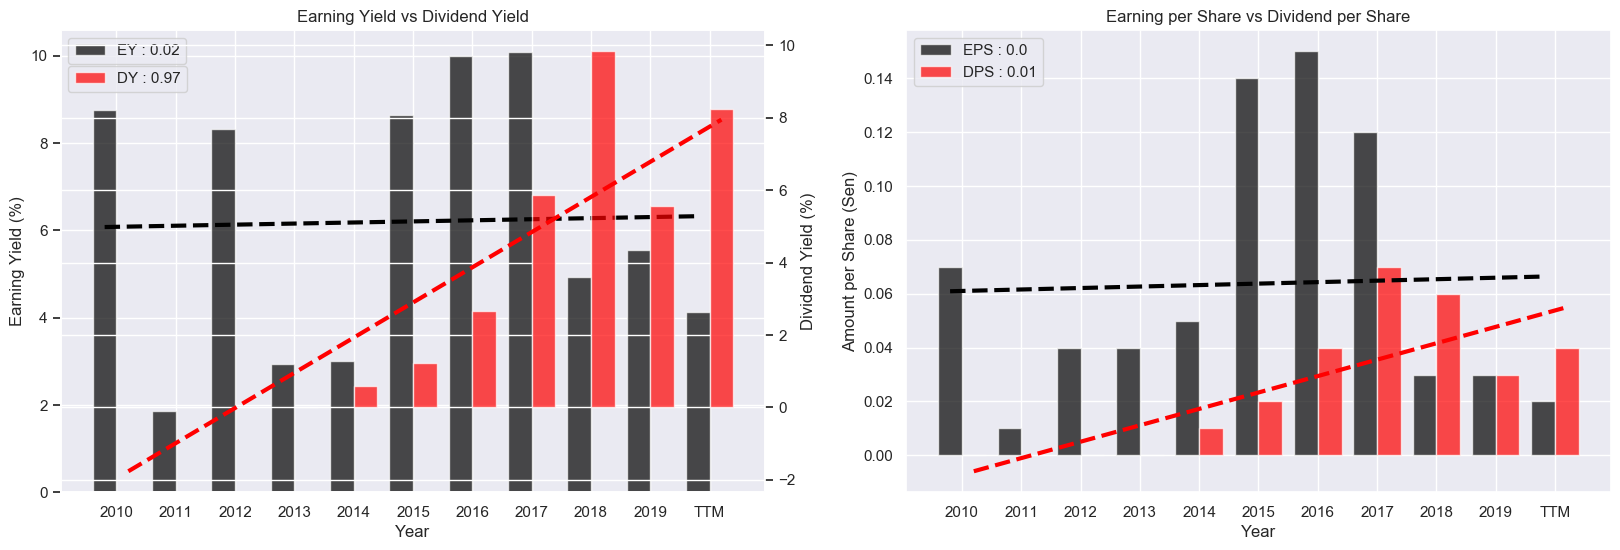 Earning Yield vs Dividend Yield
EY : 0.02
DY : 0.97
Earning Yield (%)
10
8
6
4
2
0
10
8
6
4
2
0
−2
Dividend Yield (%)
2010 2011 2012 2013 2014 2015 2016 2017 2018 2019 TTM
Year
Earning per Share vs Dividend per Share
EPS : 0.0
DPS : 0.01
Amount per Share (Sen)
0.14
0.12
0.10
0.08
0.06
0.04
0.02
0.00
2010 2011 2012 2013 2014 2015 2016 2017 2018 2019 TTM
Year